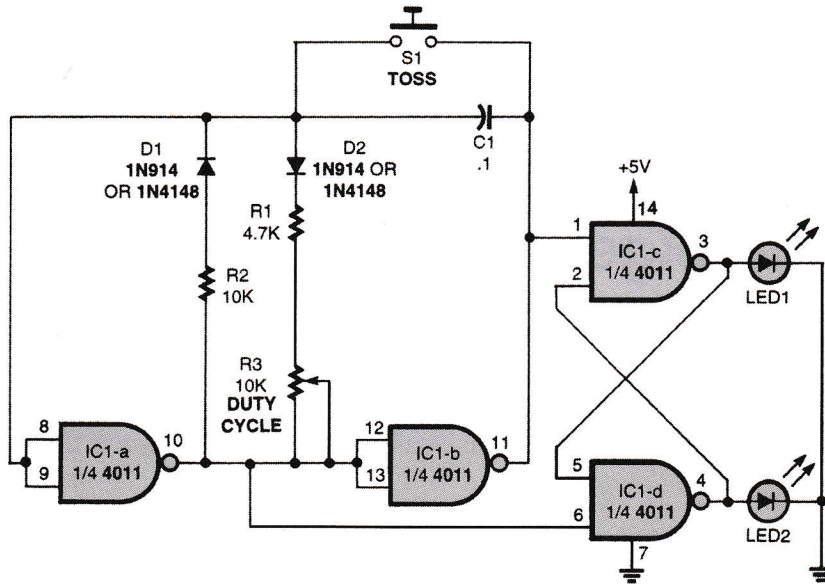 S1
TOSS
D1
1N914
OR 1N4148
D2
1N914 OR
1N4148
C1
.1
+5V
14
R1
4.7K
1
2
IC1-c
1/4 4011
3
LED1
R2
10K
R3
10K
DUTY
CYCLE
8
9
IC1-a
1/4 4011
10
12
13
IC1-b
1/4 4011
11
5
6
IC1-d
1/4 4011
4
7
LED2